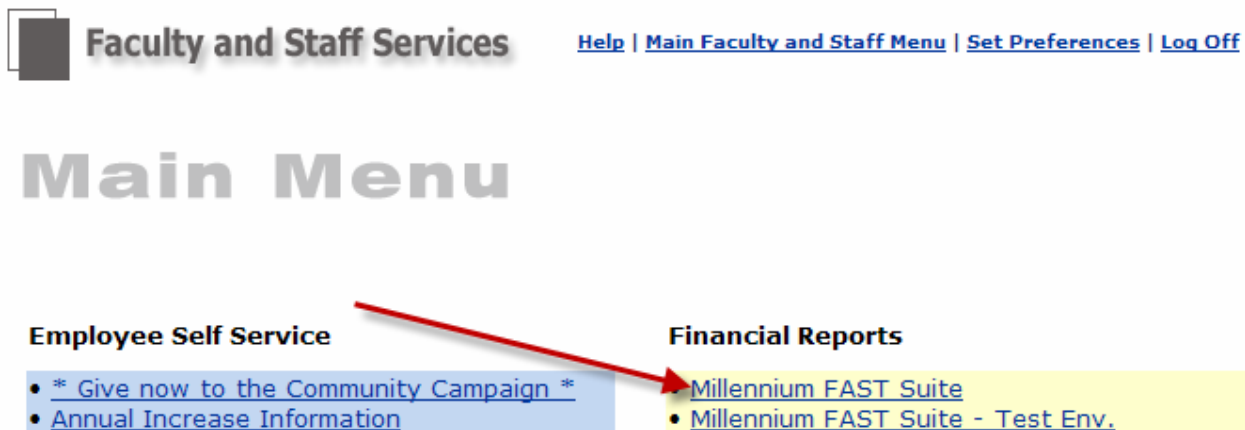 Faculty and Staff Services
Help | Main Faculty and Staff Menu | Set Preferences | Log Off
Main Menu
Employee Self Service
• * Give now to the Community Campaign *
• Annual Increase Information
Financial Reports
• Millennium FAST Suite
• Millennium FAST Suite - Test Env.